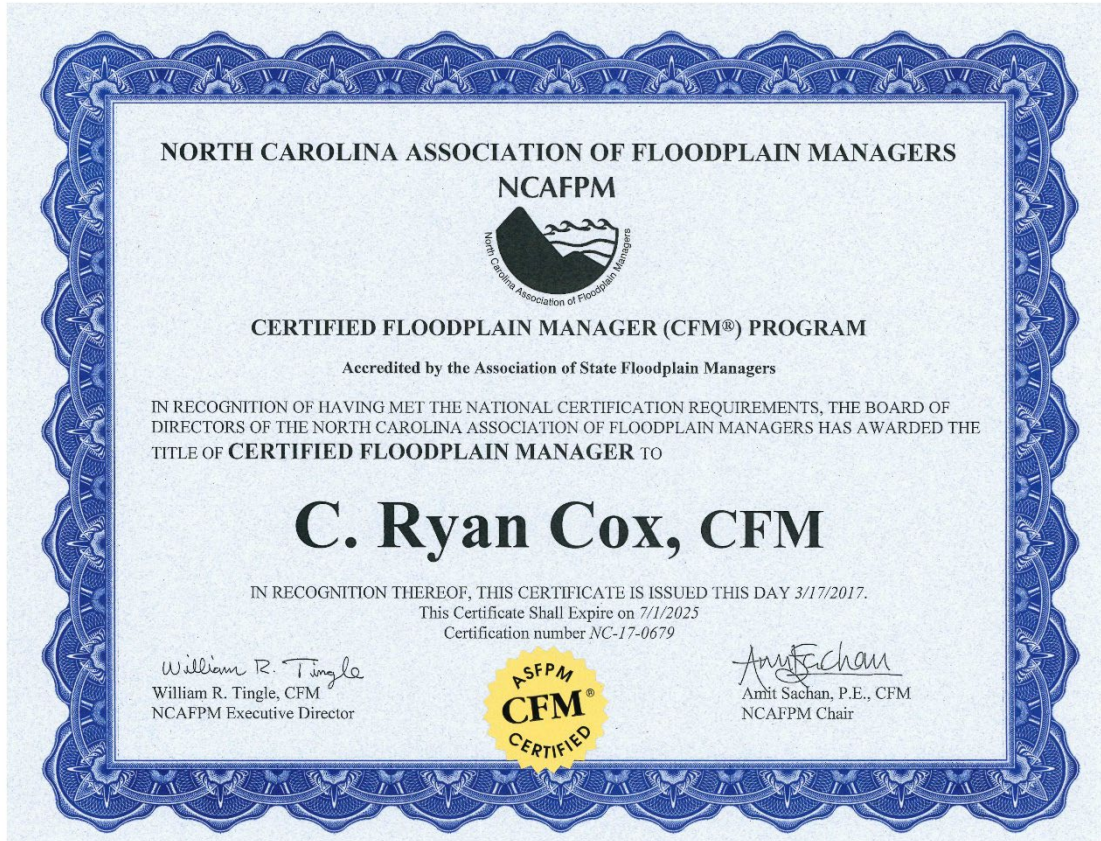 NORTH CAROLINA ASSOCIATION OF FLOODPLAIN MANAGERS
NCAFPM
North Carolina Association of Floodplain Managers
CERTIFIED FLOODPLAIN MANAGER (CFM®) PROGRAM
Accredited by the Association of State Floodplain Managers
IN RECOGNITION OF HAVING MET THE NATIONAL CERTIFICATION REQUIREMENTS, THE BOARD OF
DIRECTORS OF THE NORTH CAROLINA ASSOCIATION OF FLOODPLAIN MANAGERS HAS AWARDED THE
TITLE OF CERTIFIED FLOODPLAIN MANAGER TO
C. Ryan Cox, CFM
IN RECOGNITION THEREOF, THIS CERTIFICATE IS ISSUED THIS DAY 3/17/2017.
This Certificate Shall Expire on 7/1/2025
Certification number NC-17-0679
William R. Tingle
William R. Tingle, CFM
NCAFPM Executive Director
ASFPM
CFM®
CERTIFIED
Amit Sachan
Amit Sachan, P.E., CFM
NCAFPM Chair